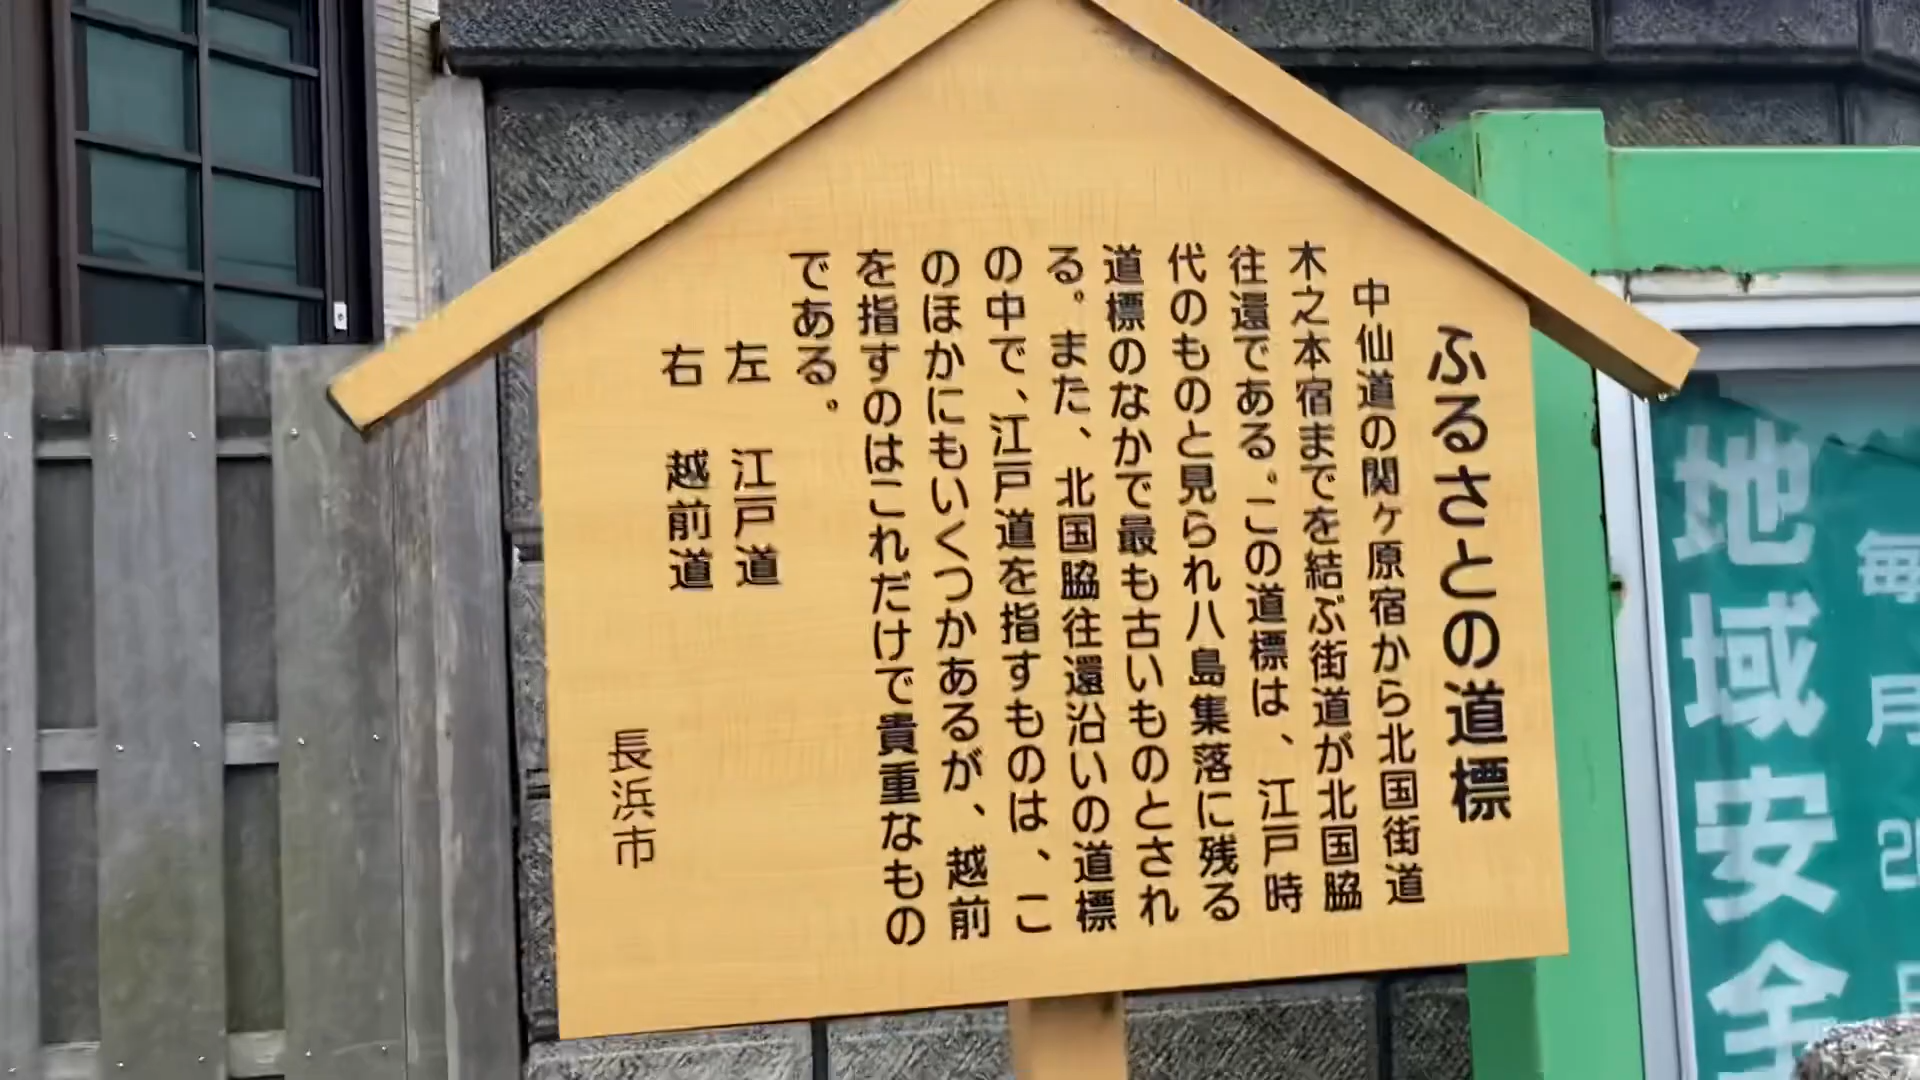 ふるさとの道標
中仙道の関ヶ原宿から北国街道
木之本宿までを結ぶ街道が北国脇
往還である。この道標は、江戸時
代のものと見られ八島集落に残る
道標のなかで最も古いものとされ
る。また、北国脇往還沿いの道標
の中で、江戸道を指すものは、こ
のほかにもいくつかあるが、越前
を指すのはこれだけで貴重なもの
である。
左 江戸道
右 越前道
長浜市
地域安全
毎月2